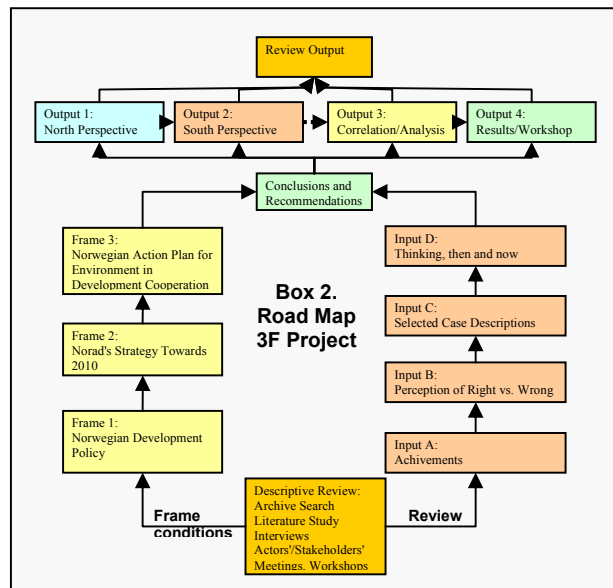 Review Output
Output 1:
North Perspective
Output 2:
South Perspective
Output 3:
Correlation/Analysis
Output 4:
Results/Workshop
Conclusions and
Recommendations
Frame 3:
Norwegian Action Plan for
Environment in
Development Cooperation
Frame 2:
Norad's Strategy Towards
2010
Frame 1:
Norwegian Development
Policy
Box 2.
Road Map
3F Project
Input D:
Thinking, then and now
Input C:
Selected Case Descriptions
Input B:
Perception of Right vs. Wrong
Input A:
Achivements
Frame
conditions
Descriptive Review:
Archive Search
Literature Study
Interviews
Actors'/Stakeholders'
Meetings. Workshops
Review